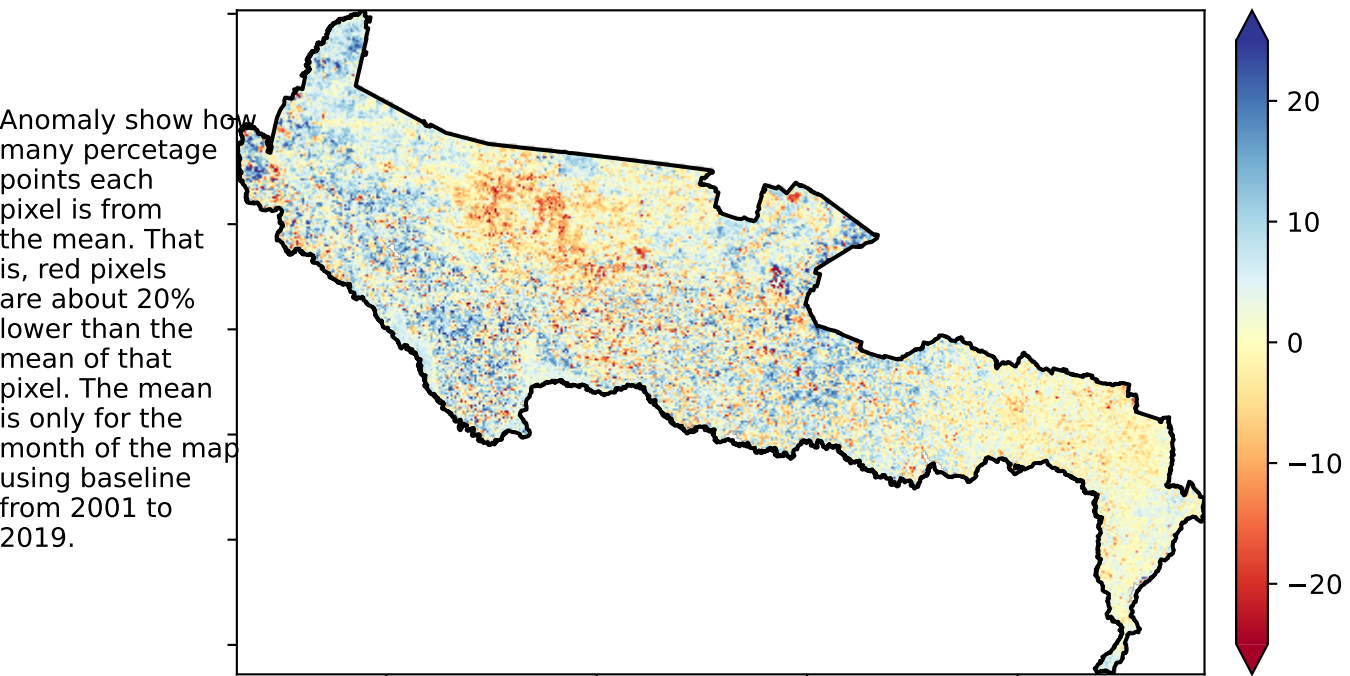 Anomaly show how
many percetage
points each
pixel is from
the mean. That
is, red pixels
are about 20%
lower than the
mean of that
pixel. The mean
is only for the
month of the map
using baseline
from 2001 to
2019.
20
10
0
−10
−20